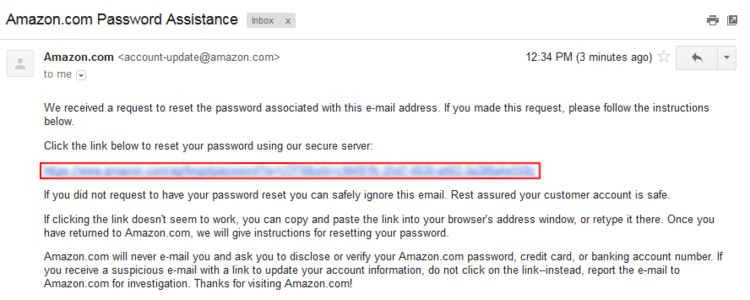 Amazon.com Password Assistance
Inbox x
Amazon.com <account-update@amazon.com>
12:34 PM (3 minutes ago)
to me
We received a request to reset the password associated with this e-mail address. If you made this request, please follow the instructions
below.
Click the link below to reset your password using our secure server:
If you did not request to have your password reset you can safely ignore this email. Rest assured your customer account is safe.
If clicking the link doesn't seem to work, you can copy and paste the link into your browser's address window, or retype it there. Once you
have returned to Amazon.com, we will give instructions for resetting your password.
Amazon.com will never e-mail you and ask you to disclose or verify your Amazon.com password, credit card, or banking account number. If
you receive a suspicious e-mail with a link to update your account information, do not click on the link--instead, report the e-mail to
Amazon.com for investigation. Thanks for visiting Amazon.com!